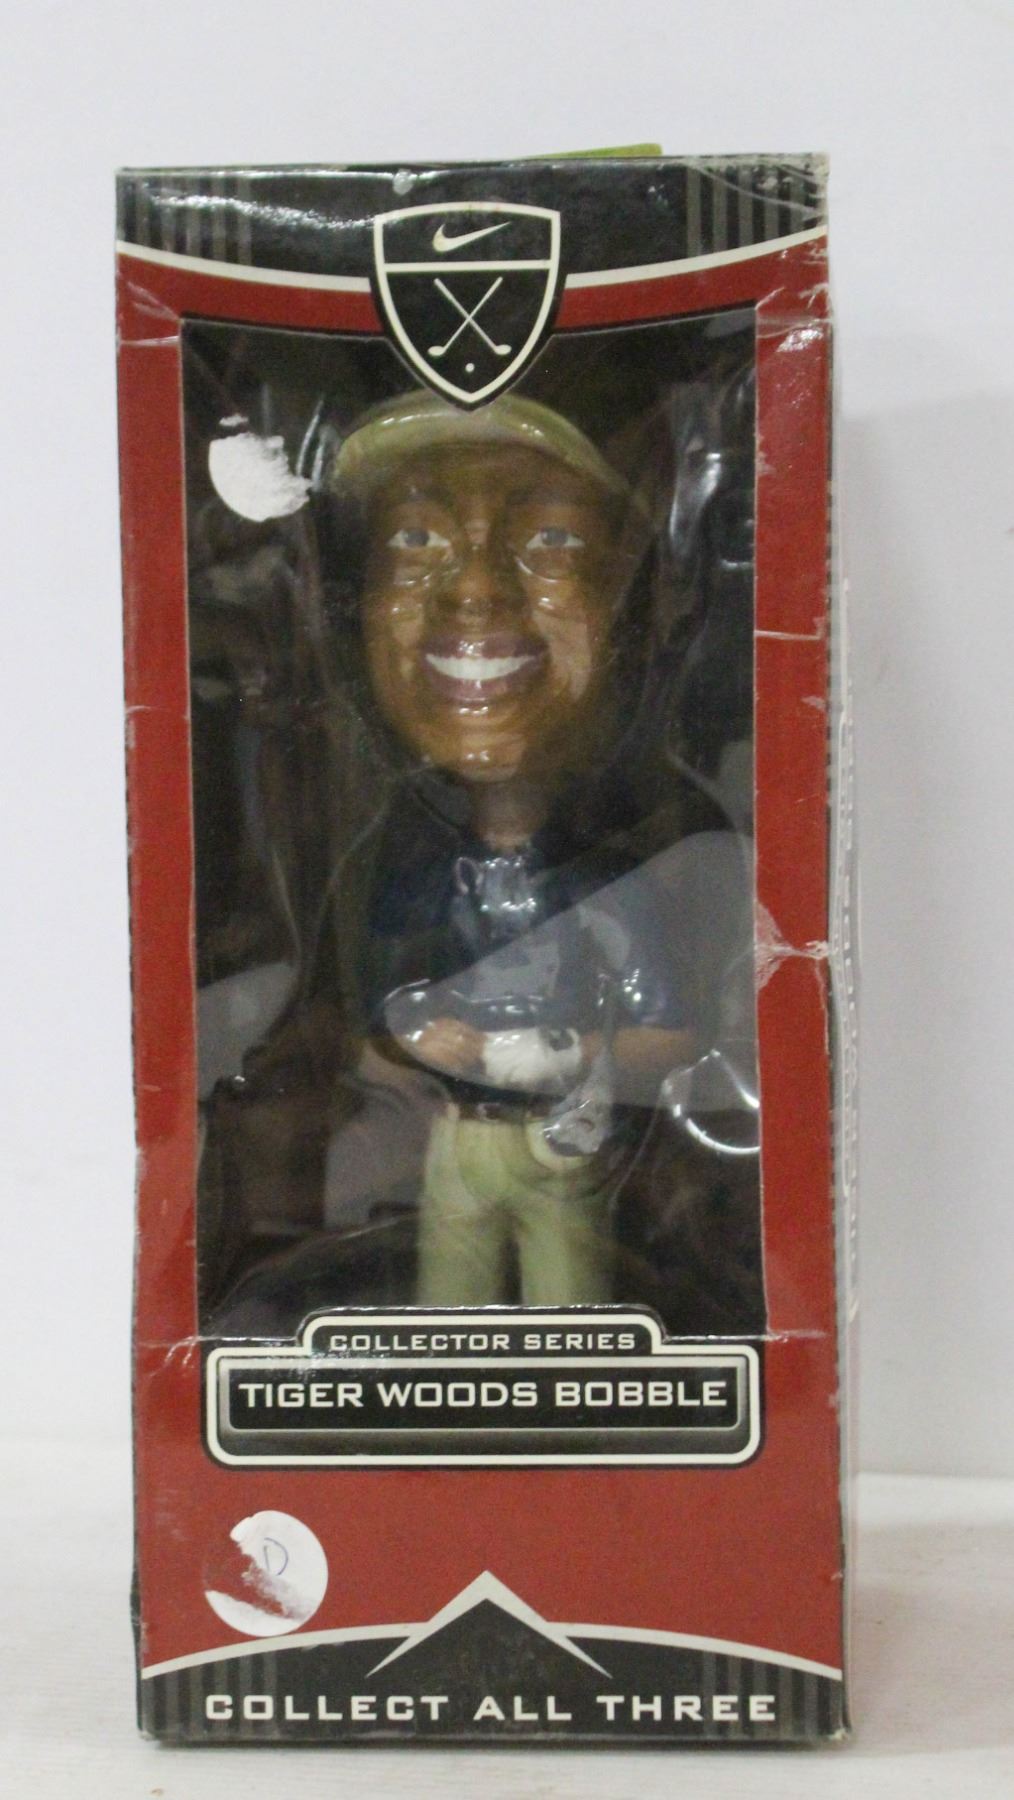 COLLECTOR SERIES
TIGER WOODS BOBBLE
D
COLLECT ALL THREE